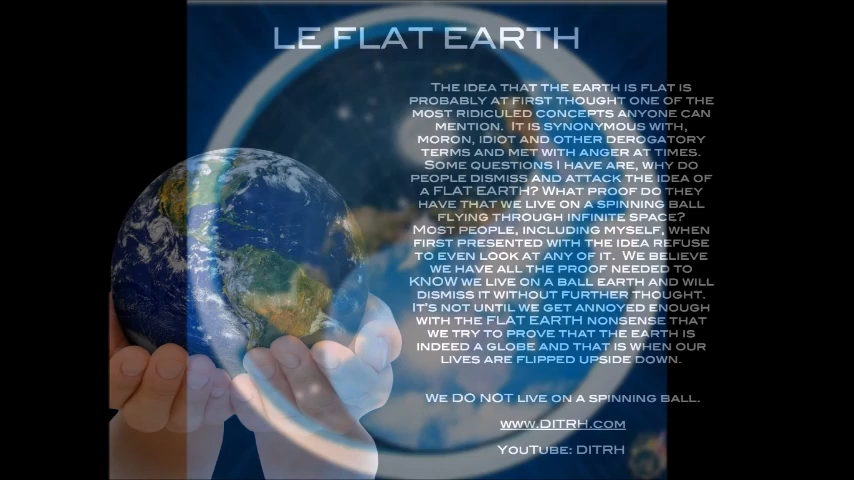 LE FLAT EARTH
THE IDEA THAT THE EARTH IS FLAT IS
PROBABLY AT FIRST THOUGHT ONE OF THE
MOST RIDICULED CONCEPTS ANYONE CAN
MENTION. IT IS SYNONYMOUS WITH,
MORON, IDIOT AND OTHER DEROGATORY
TERMS AND MET WITH ANGER AT TIMES.
SOME QUESTIONS I HAVE ARE, WHY DO
PEOPLE DISMISS AND ATTACK THE IDEA OF
A FLAT EARTH? WHAT PROOF DO THEY
HAVE THAT WE LIVE ON A SPINNING BALL
FLYING THROUGH INFINITE SPACE?
MOST PEOPLE, INCLUDING MYSELF, WHEN
FIRST PRESENTED WITH THE IDEA REFUSE
TO EVEN LOOK AT ANY OF IT. WE BELIEVE
WE HAVE ALL THE PROOF NEEDED TO
KNOW WE LIVE ON A BALL EARTH AND WILL
DISMISS IT WITHOUT FURTHER THOUGHT.
IT'S NOT UNTIL WE GET ANNOYED ENOUGH
WITH THE FLAT EARTH NONSENSE THAT
WE TRY TO PROVE THAT THE EARTH IS
INDEED A GLOBE AND THAT IS WHEN OUR
LIVES ARE FLIPPED UPSIDE DOWN.
WE DO NOT LIVE ON A SPINNING BALL.
WWW.DITRH.COM
YOUTUBE: DITRH